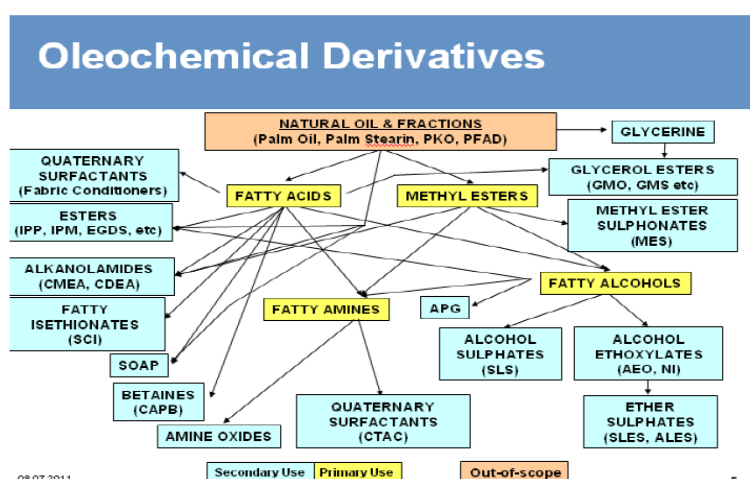 Oleochemical Derivatives
NATURAL OIL & FRACTIONS
(Palm Oil, Palm Stearin, PKO, PFAD)
GLYCERINE
QUATERNARY
SURFACTANTS
(Fabric Conditioners)
GLYCEROL ESTERS
(GMO, GMS etc)
FATTY ACIDS
METHYL ESTERS
ESTERS
(IPP, IPM, EGDS, etc)
METHYL ESTER
SULPHONATES
(MES)
ALKANOLAMIDES
(CMEA, CDEA)
FATTY ALCOHOLS
FATTY
ISETHIONATES
(SCI)
FATTY AMINES
APG
SOAP
ALCOHOL
SULPHATES
(SLS)
ALCOHOL
ETHOXYLATES
(AEO, NI)
BETAINES
(CAPB)
AMINE OXIDES
QUATERNARY
SURFACTANTS
(CTAC)
ETHER
SULPHATES
(SLES, ALES)
Secondary Use
Primary Use
Out-of-scope